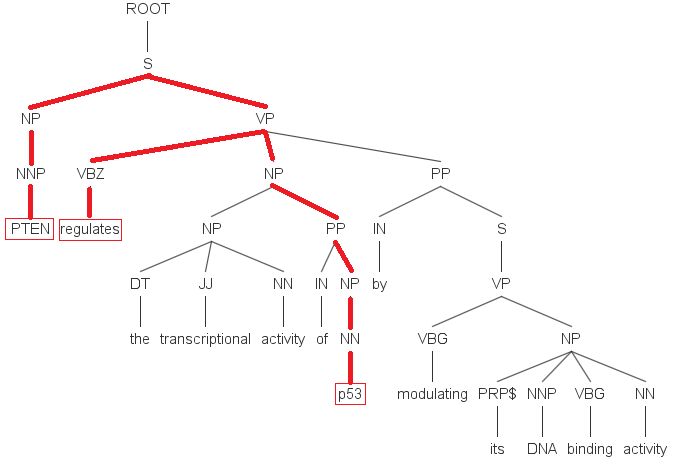 ROOT
S
NP VP
NNP VBZ NP PP
PTEN regulates NP PP IN S
DT JJ NN IN NP by VP
the transcriptional activity of NN VBG NP
p53 modulating PRP$ NNP VBG NN
its DNA binding activity